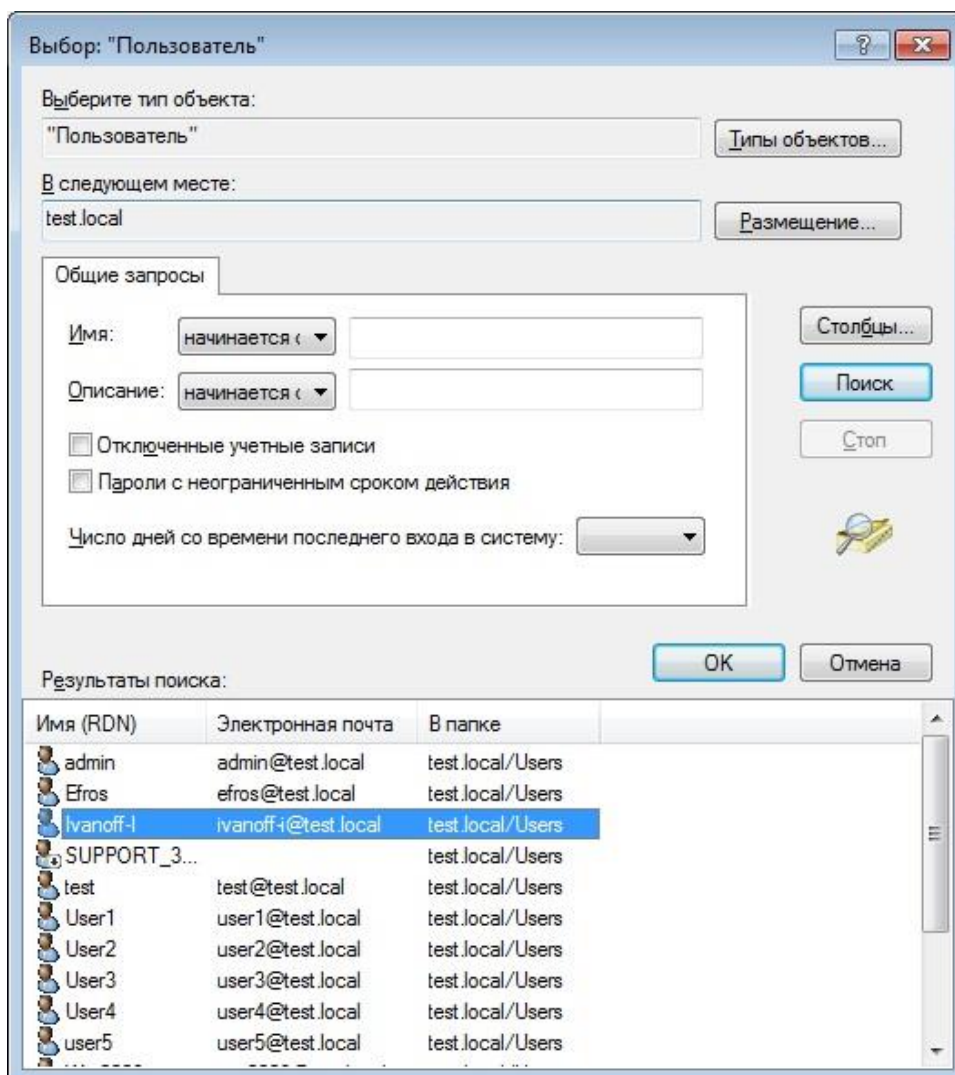 Выбор: "Пользователь"
Выберите тип объекта:
"Пользователь"
Типы объектов...
В следующем месте:
test.local
Размещение...
Общие запросы
Имя:
начинается с
Столбцы...
Описание:
начинается с
Поиск
Отключенные учетные записи
Стоп
Пароли с неограниченным сроком действия
Число дней со времени последнего входа в систему:
OK
Отмена
Результаты поиска:
Имя (RDN) Электронная почта В папке
admin admin@test.local test.local/Users
Efros efros@test.local test.local/Users
Ivanoff-I ivanoff-i@test.local test.local/Users
SUPPORT_3... test.local/Users
test test@test.local test.local/Users
User1 user1@test.local test.local/Users
User2 user2@test.local test.local/Users
User3 user3@test.local test.local/Users
User4 user4@test.local test.local/Users
user5 user5@test.local test.local/Users